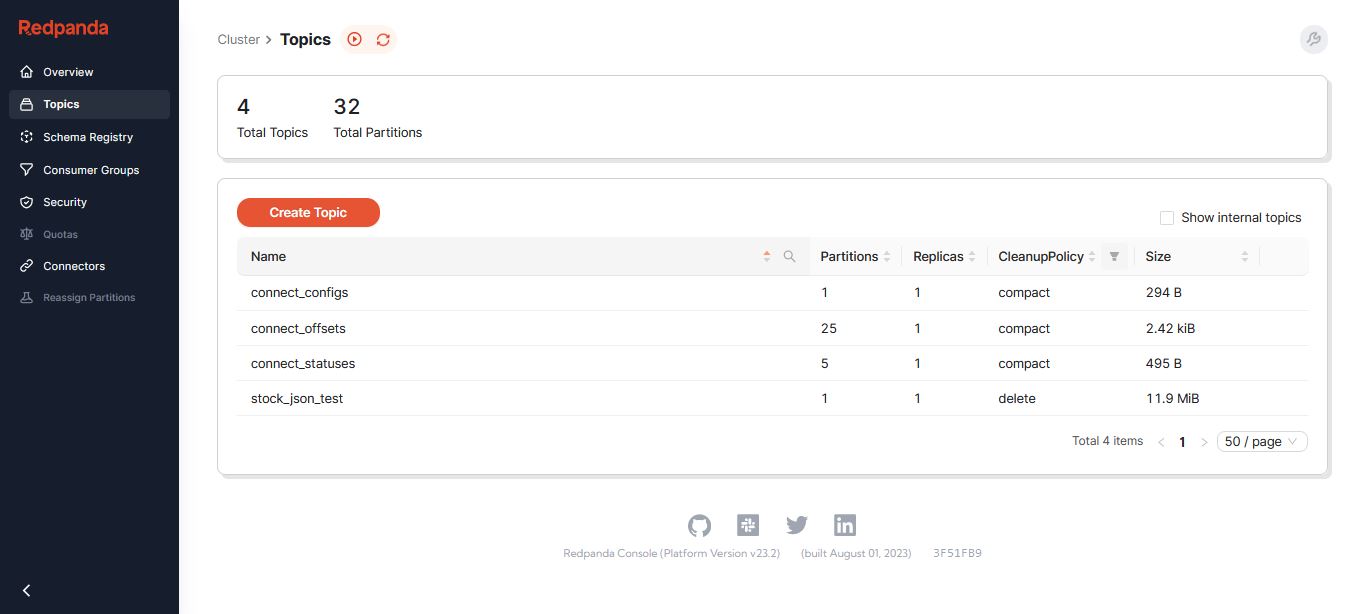 Redpanda
Overview
Topics
Schema Registry
Consumer Groups
Security
Quotas
Connectors
Reassign Partitions
Cluster > Topics
4 32
Total Topics Total Partitions
Create Topic
Show internal topics
Name Partitions Replicas CleanupPolicy Size
connect_configs 1 1 compact 294 B
connect_offsets 25 1 compact 2.42 kiB
connect_statuses 5 1 compact 495 B
stock_json_test 1 1 delete 11.9 MiB
Total 4 items < 1 > 50 / page
Redpanda Console (Platform Version v23.2) (built August 01, 2023) 3F51FB9